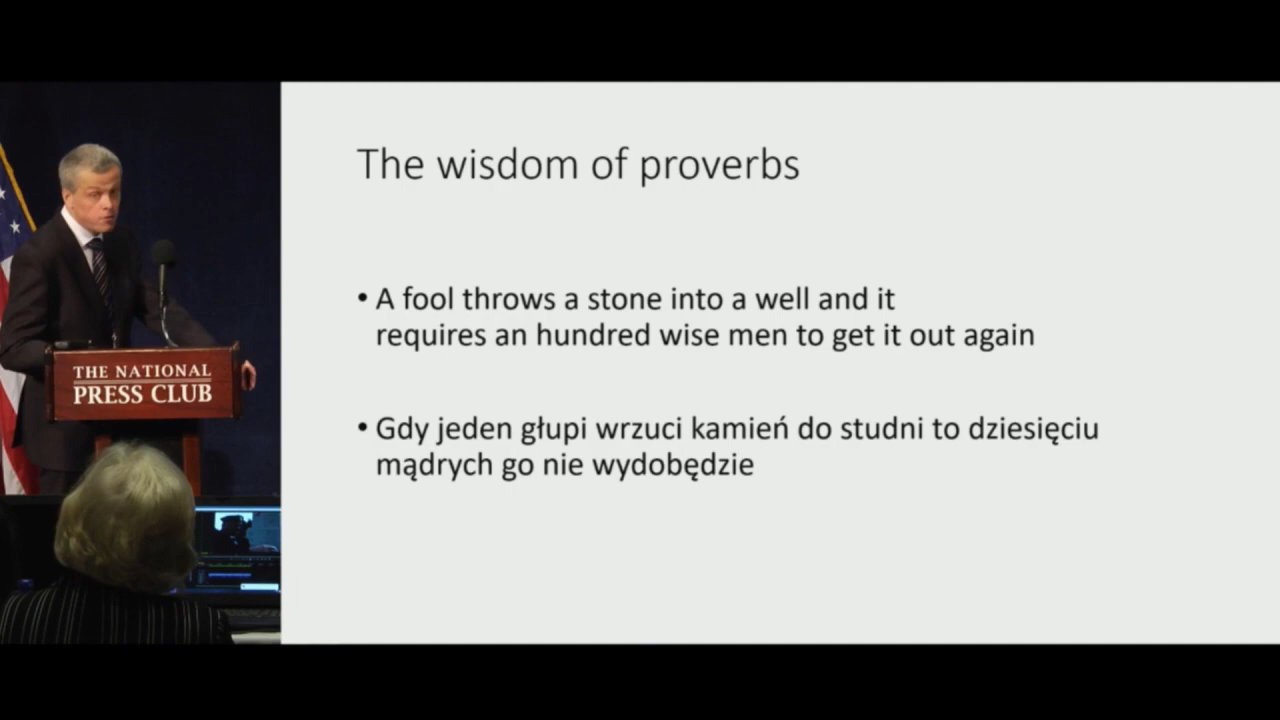 The wisdom of proverbs
• A fool throws a stone into a well and it
requires an hundred wise men to get it out again
• Gdy jeden głupi wrzuci kamień do studni to dziesięciu
mądrych go nie wydobędzie
THE NATIONAL
PRESS CLUB